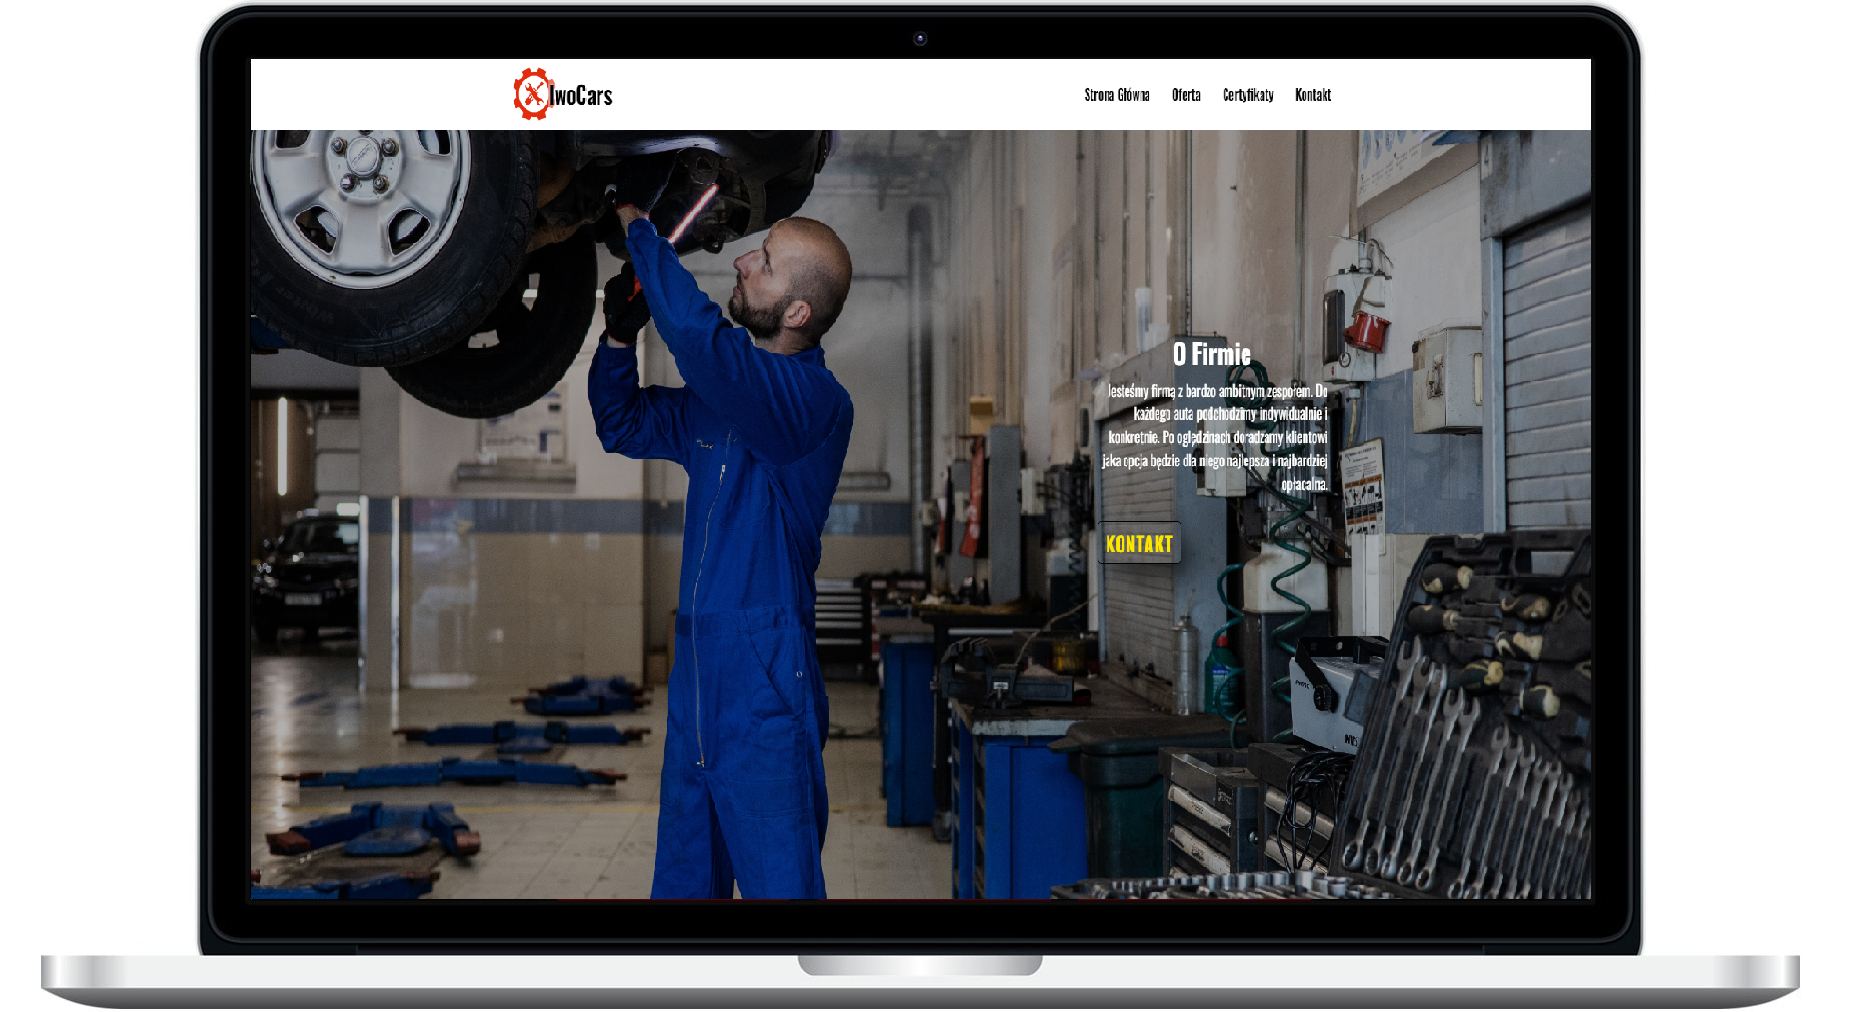 IwoCars
Strona Główna Oferta Certyfikaty Kontakt
O Firmie
Jesteśmy firmą z bardzo ambitnym zespołem. Do
każdego auta podchodzimy indywidualnie i
konkretnie. Po oględzinach doradzamy klientowi
jaka opcja będzie dla niego najlepsza i najbardziej
opłacalna.
KONTAKT